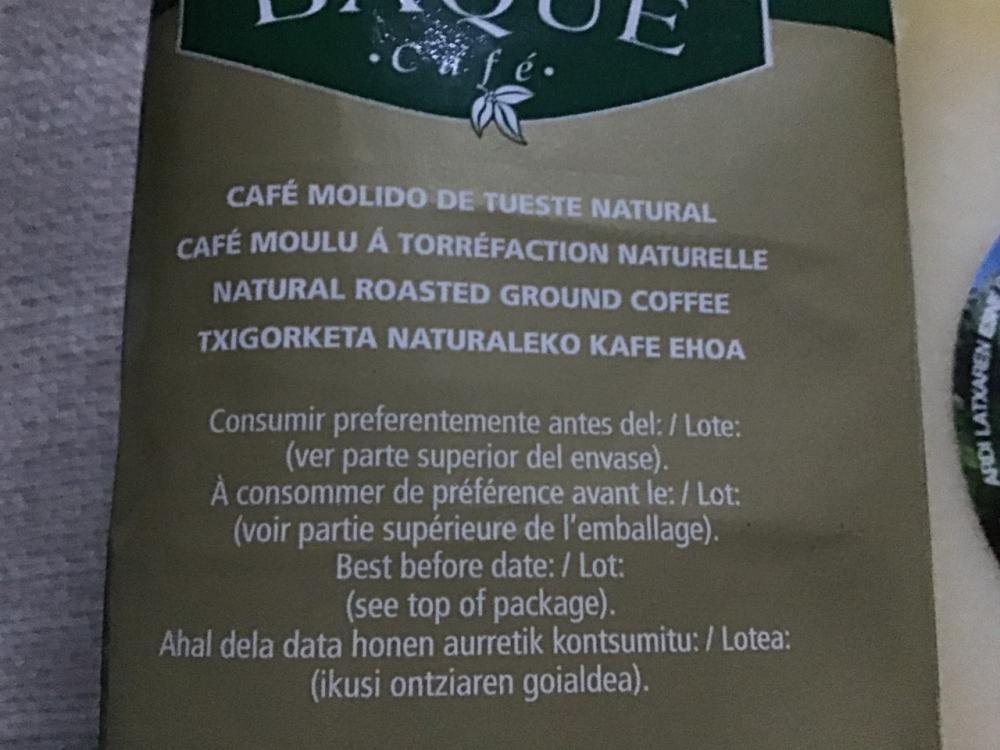 BAQUE
•Café•
CAFÉ MOLIDO DE TUESTE NATURAL
CAFÉ MOULU Á TORRÉFACTION NATURELLE
NATURAL ROASTED GROUND COFFEE
TXIGORKETA NATURALEKO KAFE EHOA
Consumir preferentemente antes del: / Lote:
(ver parte superior del envase).
À consommer de préférence avant le: / Lot:
(voir partie supérieure de l'emballage).
Best before date: / Lot:
(see top of package).
Ahal dela data honen aurretik kontsumitu: / Lotea:
(ikusi ontziaren goialdea).
ARDI LATXAREN